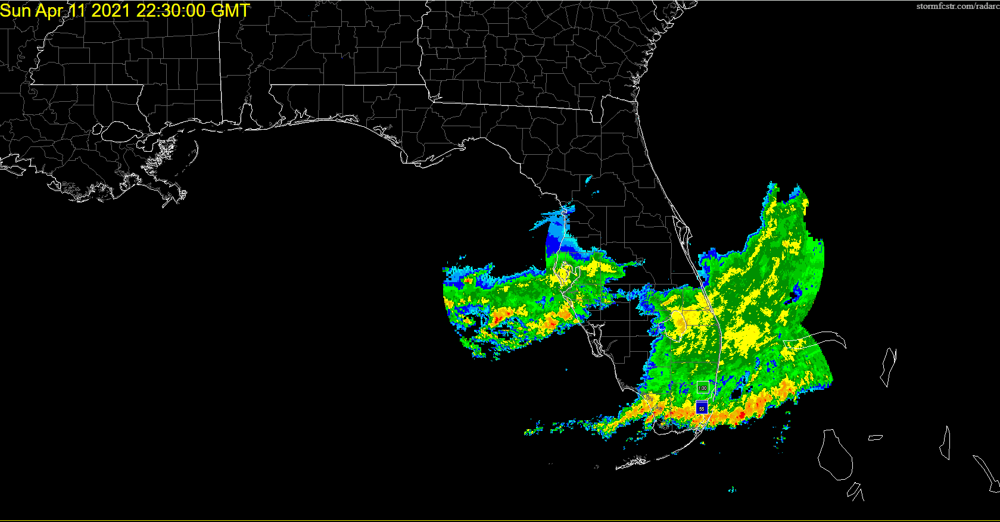 Sun Apr 11 2021 22:30:00 GMT
stormfcstr.com/radarc
1.00
55